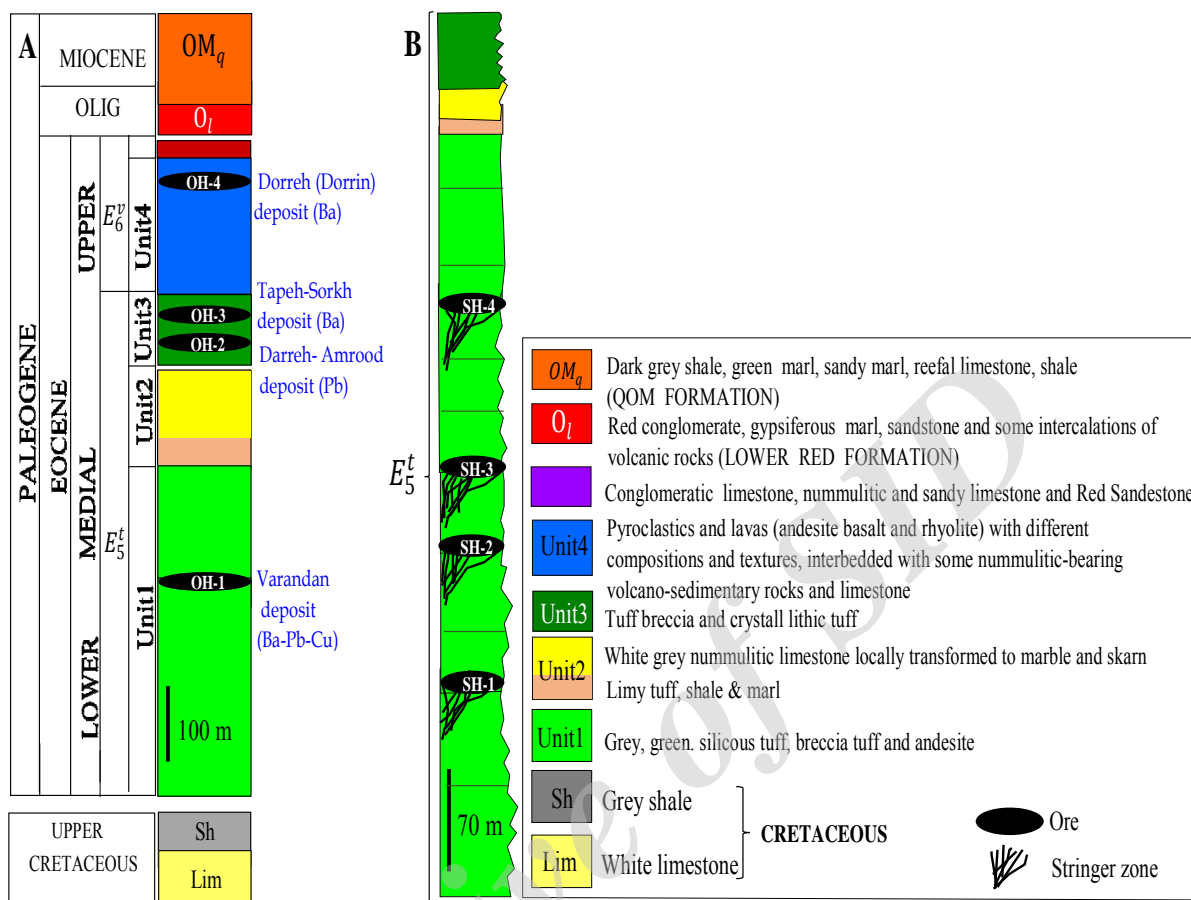 A
MIOCENE
OLIG
PALEOGENE
EOCENE
UPPER
MEDIAL
LOWER
E₆ᵛ
E₅ᵗ
Unit4
Unit3
Unit2
Unit1
OMq
Ol
OH-4
OH-3
OH-2
OH-1
100 m
Dorreh (Dorrin)
deposit (Ba)
Tapeh-Sorkh
deposit (Ba)
Darreh- Amrood
deposit (Pb)
Varandan
deposit
(Ba-Pb-Cu)
UPPER
CRETACEOUS
Sh
Lim
B
E₅ᵗ
SH-4
SH-3
SH-2
SH-1
70 m
OMq
Dark grey shale, green marl, sandy marl, reefal limestone, shale
(QOM FORMATION)
Ol
Red conglomerate, gypsiferous marl, sandstone and some intercalations of
volcanic rocks (LOWER RED FORMATION)
Conglomeratic limestone, nummulitic and sandy limestone and Red Sandestone
Unit4
Pyroclastics and lavas (andesite basalt and rhyolite) with different
compositions and textures, interbedded with some nummulitic-bearing
volcano-sedimentary rocks and limestone
Unit3
Tuff breccia and crystall lithic tuff
Unit2
White grey nummulitic limestone locally transformed to marble and skarn
Limy tuff, shale & marl
Unit1
Grey, green. silicous tuff, breccia tuff and andesite
Sh
Grey shale
Lim
White limestone
CRETACEOUS
Ore
Stringer zone
ive of SID